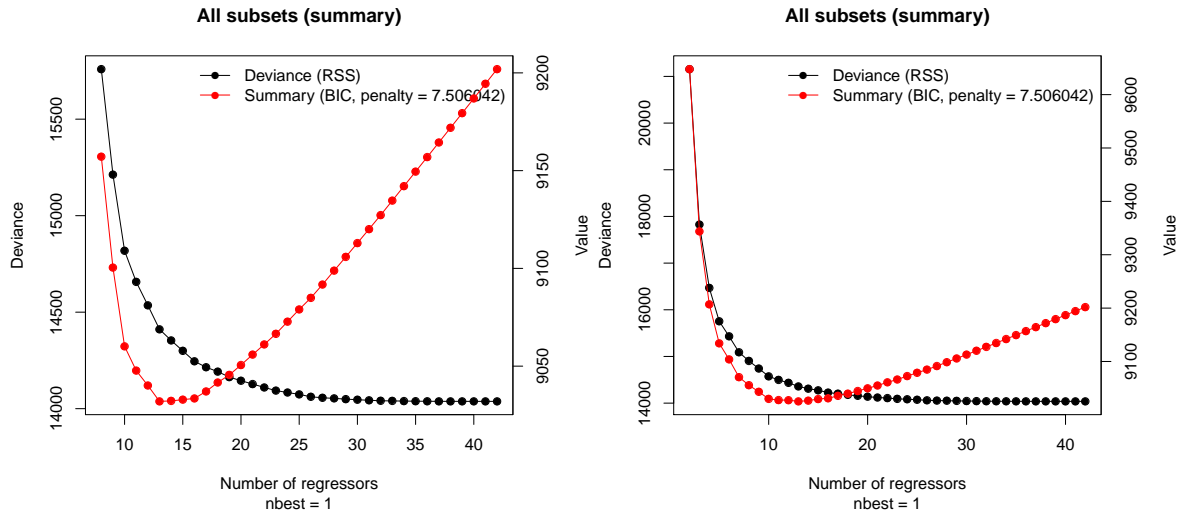 All subsets (summary)
Deviance (RSS)
Summary (BIC, penalty = 7.506042)
Deviance
14000
14500
15000
15500
Value
9050
9100
9150
9200
10
15
20
25
30
35
40
Number of regressors
nbest = 1
All subsets (summary)
Deviance (RSS)
Summary (BIC, penalty = 7.506042)
Deviance
14000
16000
18000
20000
Value
9100
9200
9300
9400
9500
9600
10
20
30
40
Number of regressors
nbest = 1